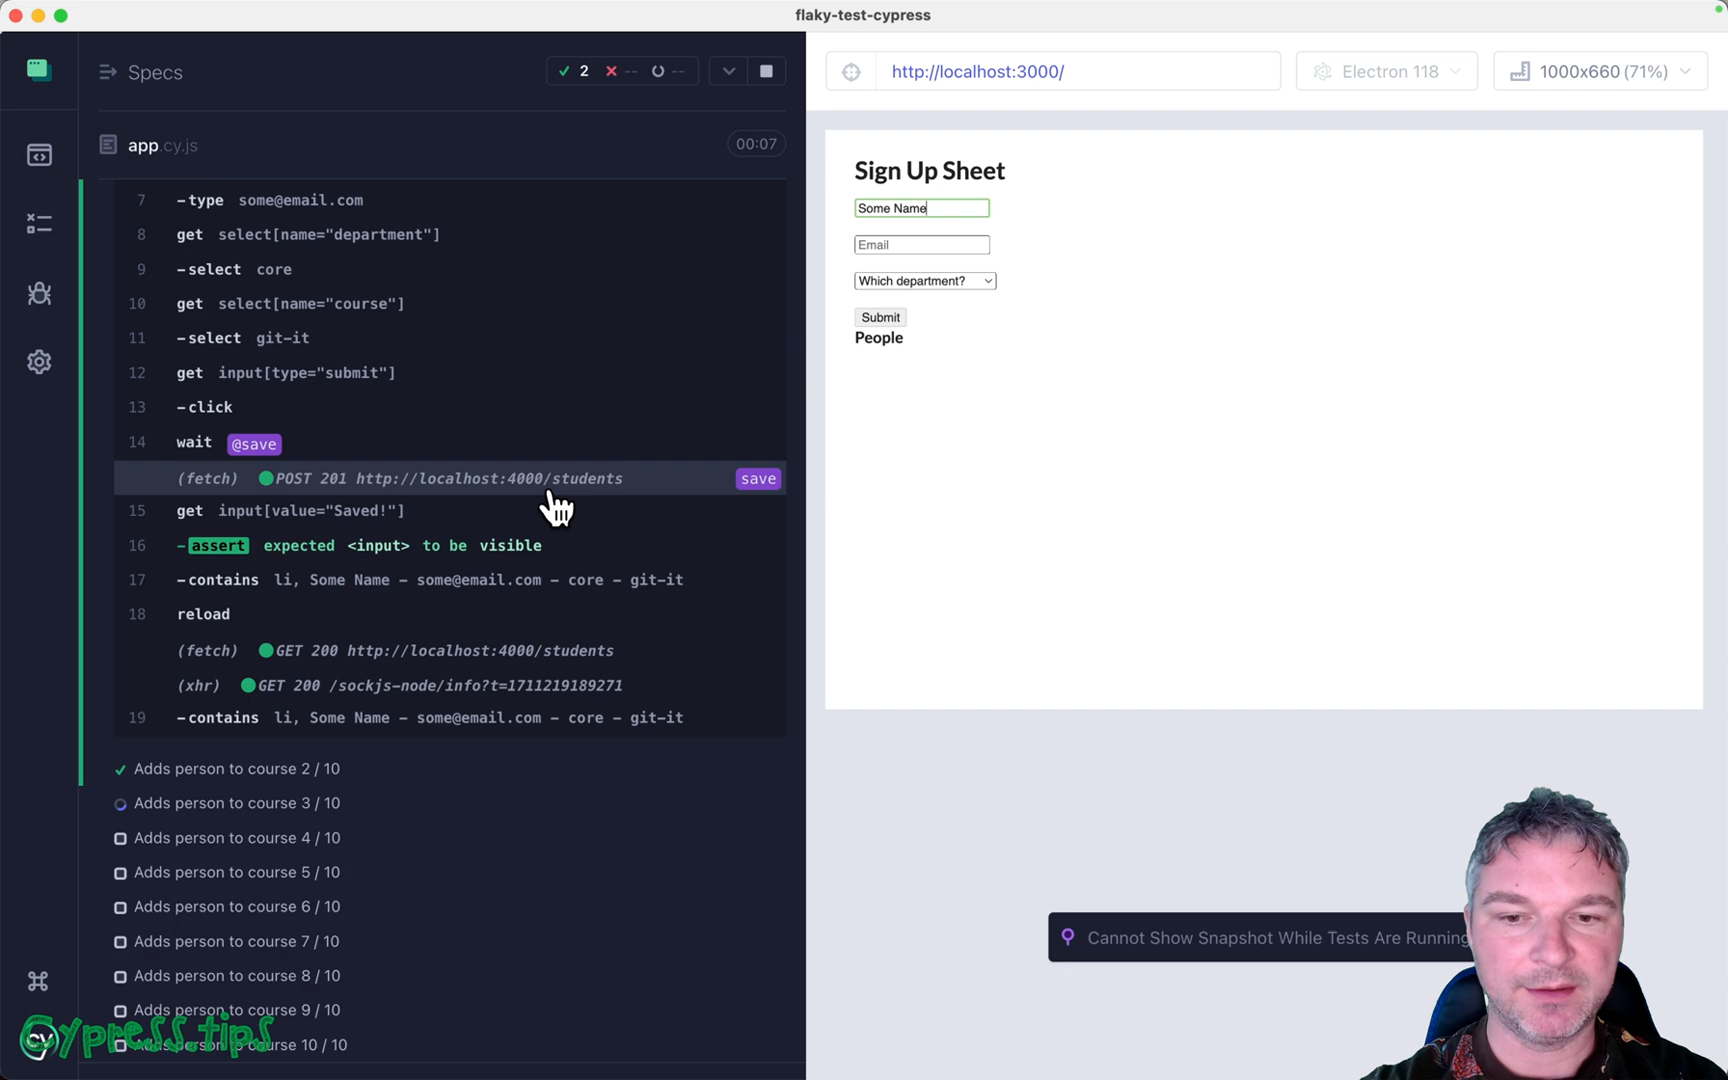 flaky-test-cypress
Specs
2 -- --
app.cy.js
00:07
7 -type some@email.com
8 get select[name="department"]
9 -select core
10 get select[name="course"]
11 -select git-it
12 get input[type="submit"]
13 -click
14 wait @save
(fetch) POST 201 http://localhost:4000/students save
15 get input[value="Saved!"]
16 -assert expected <input> to be visible
17 -contains li, Some Name - some@email.com - core - git-it
18 reload
(fetch) GET 200 http://localhost:4000/students
(xhr) GET 200 /sockjs-node/info?t=1711219189271
19 -contains li, Some Name - some@email.com - core - git-it
Adds person to course 2 / 10
Adds person to course 3 / 10
Adds person to course 4 / 10
Adds person to course 5 / 10
Adds person to course 6 / 10
Adds person to course 7 / 10
Adds person to course 8 / 10
Adds person to course 9 / 10
Adds person to course 10 / 10
Cypress.tips
cy
http://localhost:3000/
Electron 118
1000x660 (71%)
Sign Up Sheet
Some Name
Email
Which department?
Submit
People
Cannot Show Snapshot While Tests Are Running